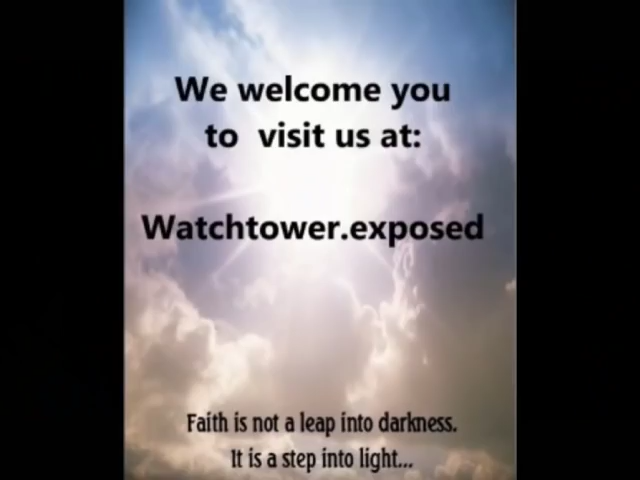 We welcome you
to visit us at:
Watchtower.exposed
Faith is not a leap into darkness.
It is a step into light...